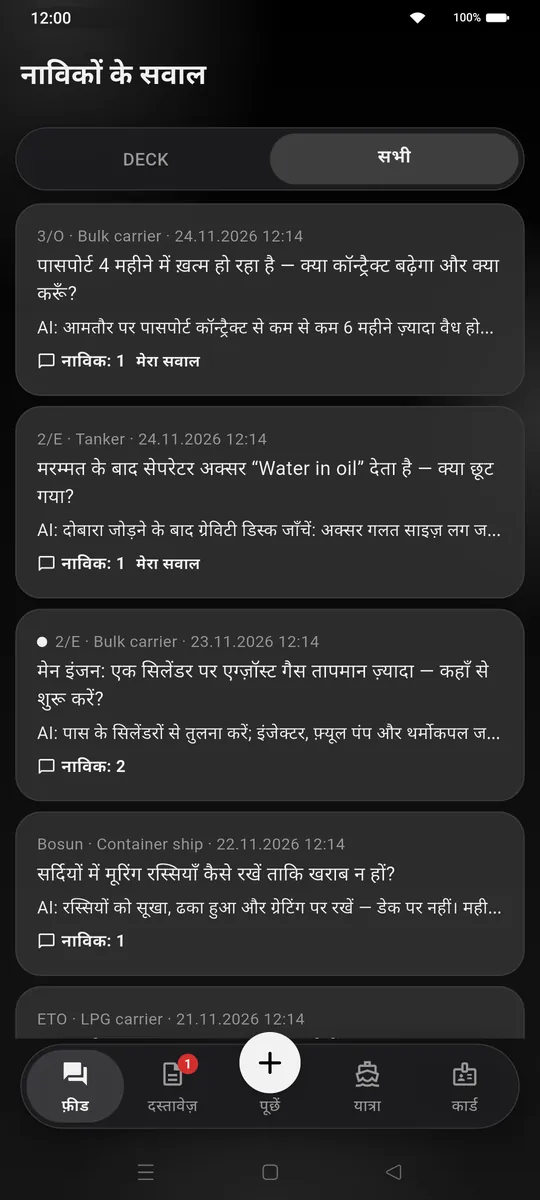 12:00
100%
नाविकों के सवाल
DECK
सभी
3/O · Bulk carrier · 24.11.2026 12:14
पासपोर्ट 4 महीने में ख़त्म हो रहा है — क्या कॉन्ट्रैक्ट बढ़ेगा और क्या
करूँ?
AI: आमतौर पर पासपोर्ट कॉन्ट्रैक्ट से कम से कम 6 महीने ज़्यादा वैध हो...
नाविक: 1 मेरा सवाल
2/E · Tanker · 24.11.2026 12:14
मरम्मत के बाद सेपरेटर अक्सर “Water in oil” देता है — क्या छूट
गया?
AI: दोबारा जोड़ने के बाद ग्रेविटी डिस्क जाँचें: अक्सर गलत साइज़ लग ज...
नाविक: 1 मेरा सवाल
2/E · Bulk carrier · 23.11.2026 12:14
मेन इंजन: एक सिलेंडर पर एग्ज़ॉस्ट गैस तापमान ज़्यादा — कहाँ से
शुरू करें?
AI: पास के सिलेंडरों से तुलना करें; इंजेक्टर, फ़्यूल पंप और थर्मोकपल ज...
नाविक: 2
Bosun · Container ship · 22.11.2026 12:14
सर्दियों में मूरिंग रस्सियाँ कैसे रखें ताकि खराब न हों?
AI: रस्सियों को सूखा, ढका हुआ और ग्रेटिंग पर रखें — डेक पर नहीं। मही...
नाविक: 1
ETO · LPG carrier · 21.11.2026 12:14
1
फ़ीड
दस्तावेज़
पूछें
यात्रा
कार्ड